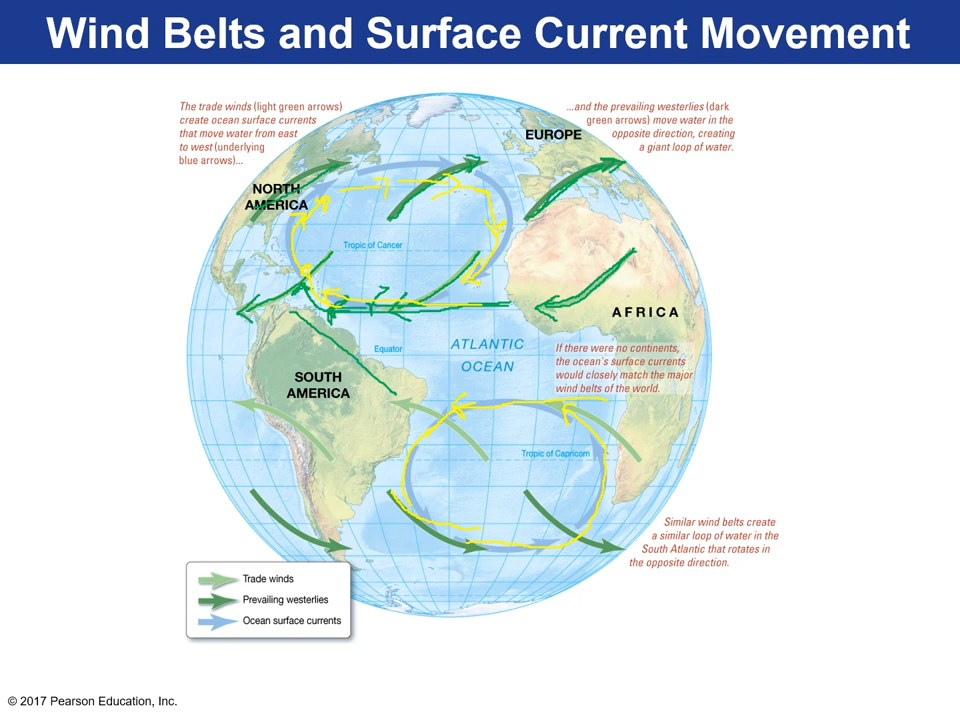 Wind Belts and Surface Current Movement
The trade winds (light green arrows)
create ocean surface currents
that move water from east
to west (underlying
blue arrows)...
...and the prevailing westerlies (dark
green arrows) move water in the
opposite direction, creating
a giant loop of water.
EUROPE
NORTH
AMERICA
Tropic of Cancer
AFRICA
ATLANTIC
OCEAN
Equator
If there were no continents,
the ocean's surface currents
would closely match the major
wind belts of the world.
SOUTH
AMERICA
Tropic of Capricorn
Similar wind belts create
a similar loop of water in the
South Atlantic that rotates in
the opposite direction.
Trade winds
Prevailing westerlies
Ocean surface currents
© 2017 Pearson Education, Inc.